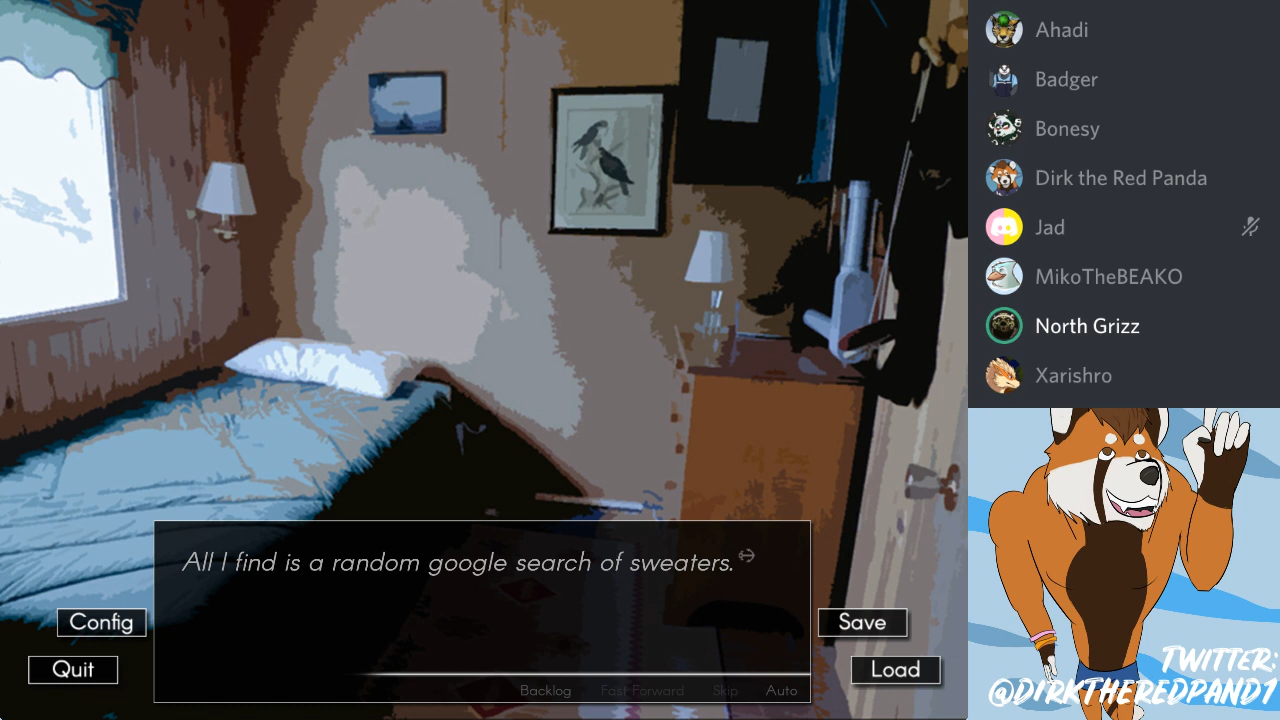 All I find is a random google search of sweaters.
Config
Quit
Save
Load
Backlog
Fast Forward
Skip
Auto
Ahadi
Badger
Bonesy
Dirk the Red Panda
Jad
MikoTheBEAKO
North Grizz
Xarishro
TWITTER:
@DIRKTHEREDPAND1